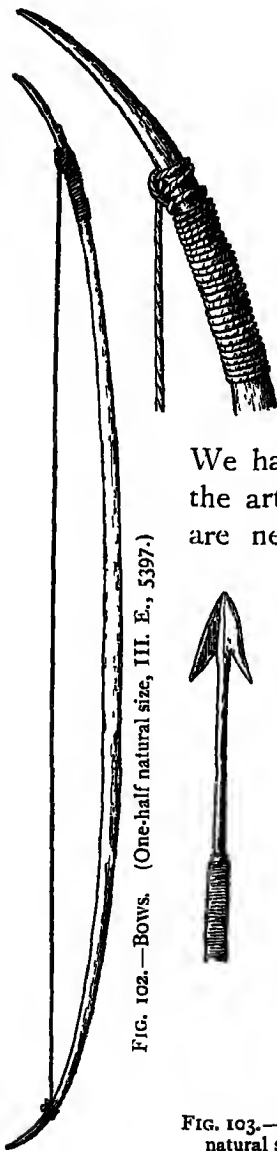 We ha
the art
are ne
FIG. 102.—Bows. (One-half natural size, III. E., 5397.)
FIG. 103.—
natural s